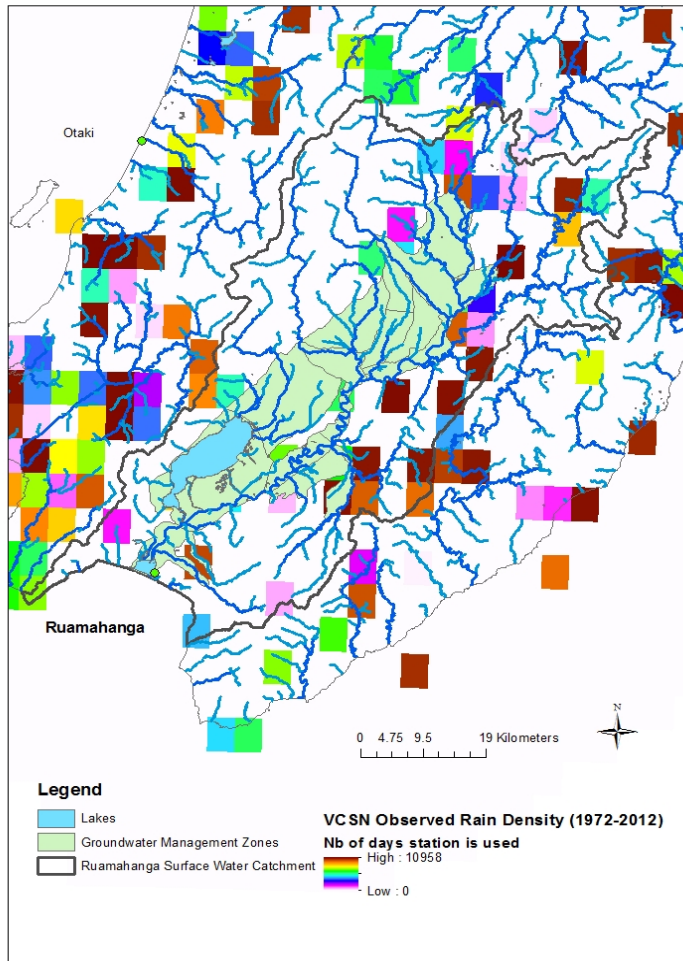 Otaki
Ruamahanga
N
0 4.75 9.5 19 Kilometers
Legend
Lakes
Groundwater Management Zones
Ruamahanga Surface Water Catchment
VCSN Observed Rain Density (1972-2012)
Nb of days station is used
High : 10958
Low : 0